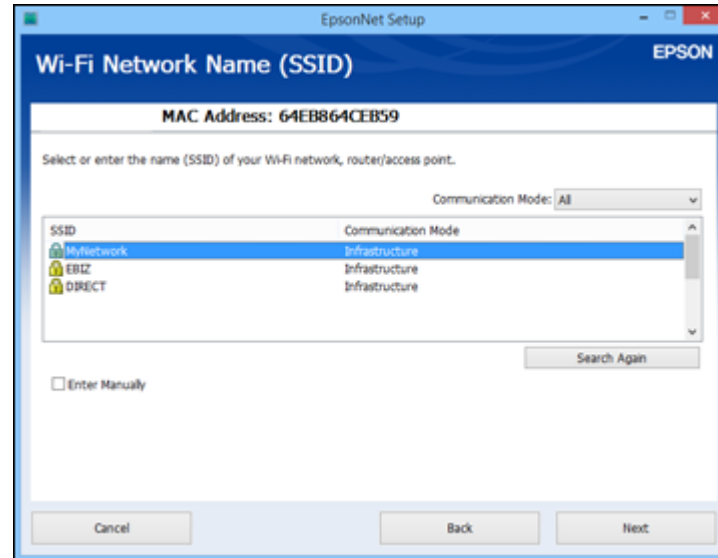 EpsonNet Setup
Wi-Fi Network Name (SSID)
EPSON
MAC Address: 64EB864CEB59
Select or enter the name (SSID) of your Wi-Fi network, router/access point.
Communication Mode: All
SSID Communication Mode
MyNetwork Infrastructure
EBIZ Infrastructure
DIRECT Infrastructure
Search Again
Enter Manually
Cancel Back Next